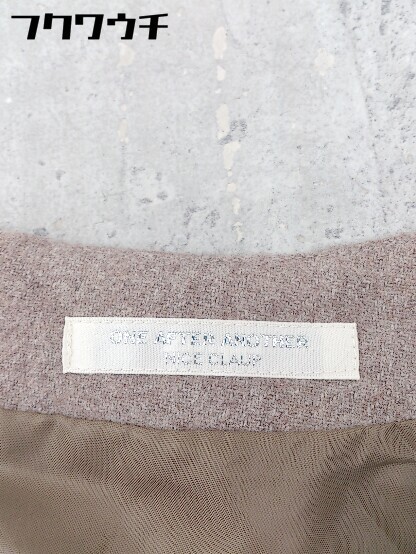 フクワウチ
ONE AFTER ANOTHER
NICE CLAUP